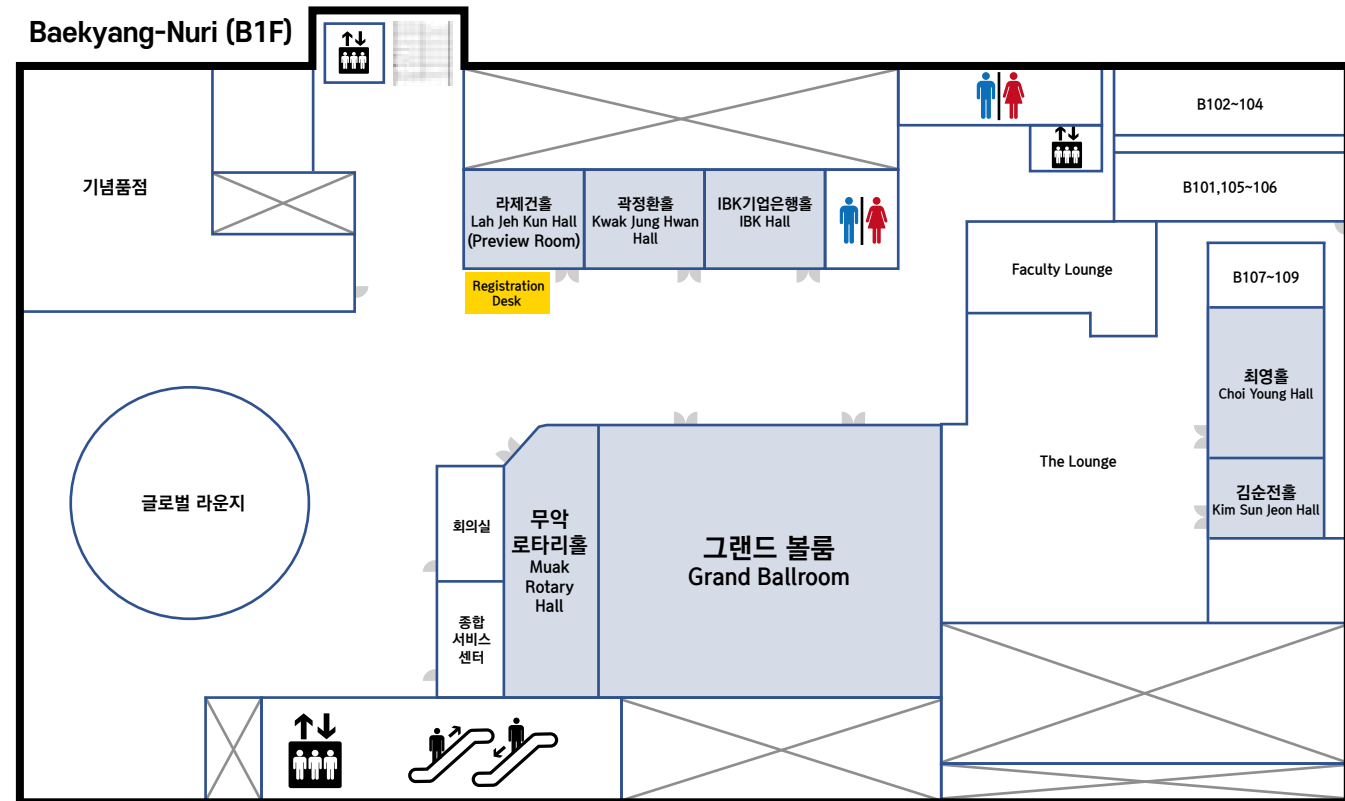 Baekyang-Nuri (B1F)
B102~104
기념품점
B101,105~106
라제건홀
Lah Jeh Kun Hall
(Preview Room)
곽정환홀
Kwak Jung Hwan
Hall
IBK기업은행홀
IBK Hall
Registration
Desk
Faculty Lounge
B107~109
최영홀
Choi Young Hall
The Lounge
김순전홀
Kim Sun Jeon Hall
글로벌 라운지
회의실
무악
로타리홀
Muak
Rotary
Hall
그랜드 볼룸
Grand Ballroom
종합
서비스
센터